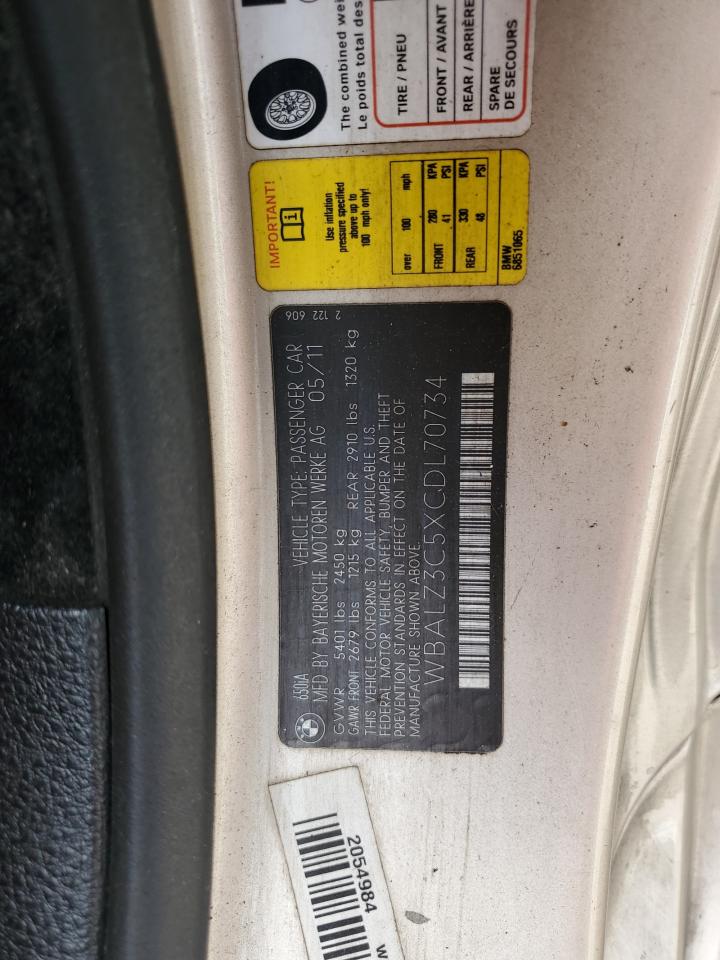 The combined wei
Le poids total des
TIRE / PNEU
FRONT / AVANT
REAR / ARRIÈRE
SPARE
DE SECOURS
IMPORTANT!
i
Use inflation
pressure specified
above up to
100 mph only!
over 100 mph
FRONT 280 KPA
41 PSI
REAR 330 KPA
48 PSI
BMW
6851065
2 122 606
BMW
650iA VEHICLE TYPE: PASSENGER CAR
MFD BY BAYERISCHE MOTOREN WERKE AG 05/11
GVWR 5401 lbs 2450 kg
GAWR FRONT 2679 lbs 1215 kg REAR 2910 lbs 1320 kg
THIS VEHICLE CONFORMS TO ALL APPLICABLE U.S.
FEDERAL MOTOR VEHICLE SAFETY, BUMPER AND THEFT
PREVENTION STANDARDS IN EFFECT ON THE DATE OF
MANUFACTURE SHOWN ABOVE.
WBALZ3C5XCDL70734
2054984
W